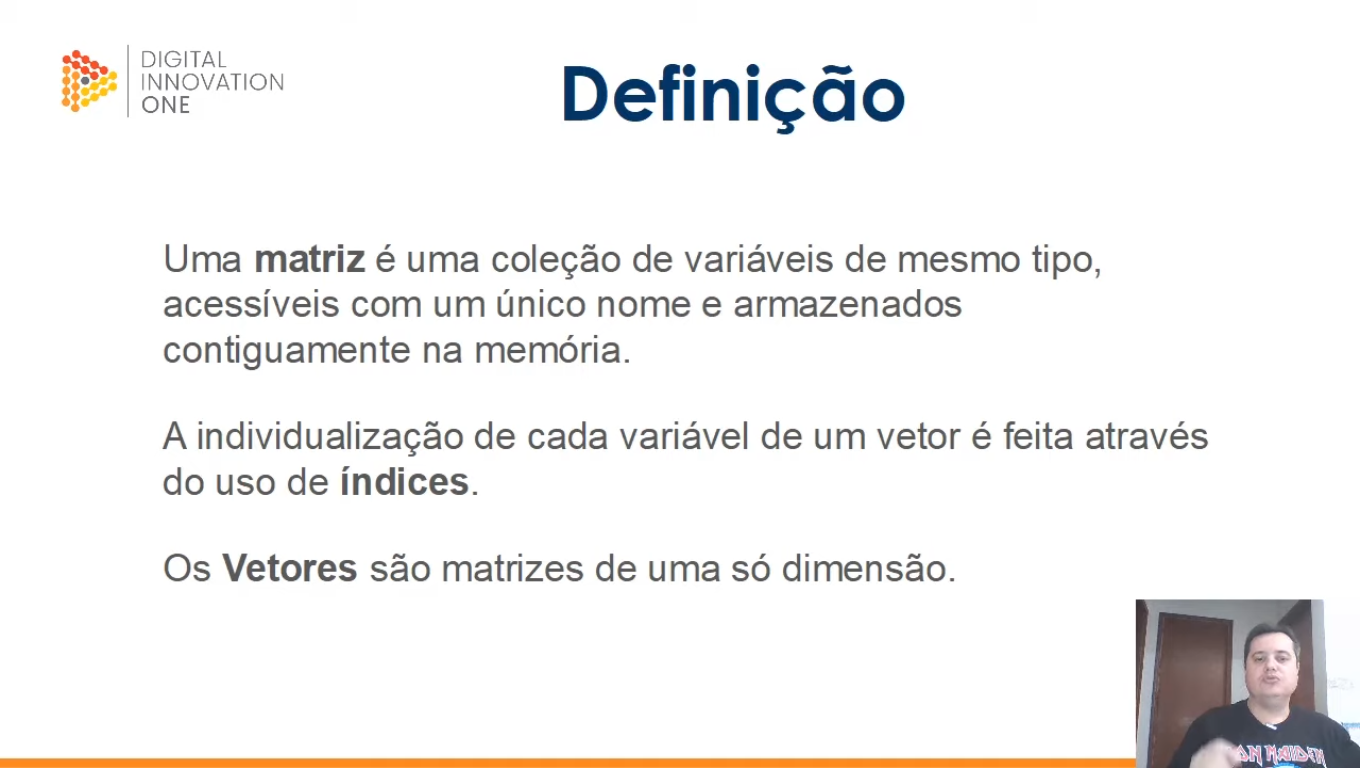 DIGITAL
INNOVATION
ONE
Definição
Uma matriz é uma coleção de variáveis de mesmo tipo,
acessíveis com um único nome e armazenados
contiguamente na memória.
A individualização de cada variável de um vetor é feita através
do uso de índices.
Os Vetores são matrizes de uma só dimensão.
IRON MAIDEN